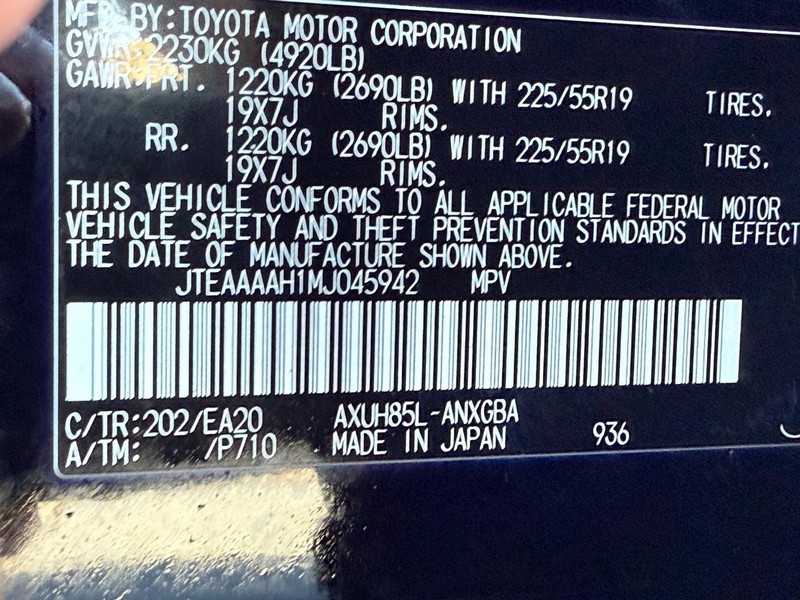 MFD. BY:TOYOTA MOTOR CORPORATION
GVWR 2230KG (4920LB)
GAWR FRT. 1220KG (2690LB) WITH 225/55R19 TIRES.
19X7J RIMS.
RR. 1220KG (2690LB) WITH 225/55R19 TIRES.
19X7J RIMS.
THIS VEHICLE CONFORMS TO ALL APPLICABLE FEDERAL MOTOR
VEHICLE SAFETY AND THEFT PREVENTION STANDARDS IN EFFECT
THE DATE OF MANUFACTURE SHOWN ABOVE.
JTEAAAAH1MJ045942 MPV
C/TR:202/EA20 AXUH85L-ANXGBA
A/TM: /P710 MADE IN JAPAN 936